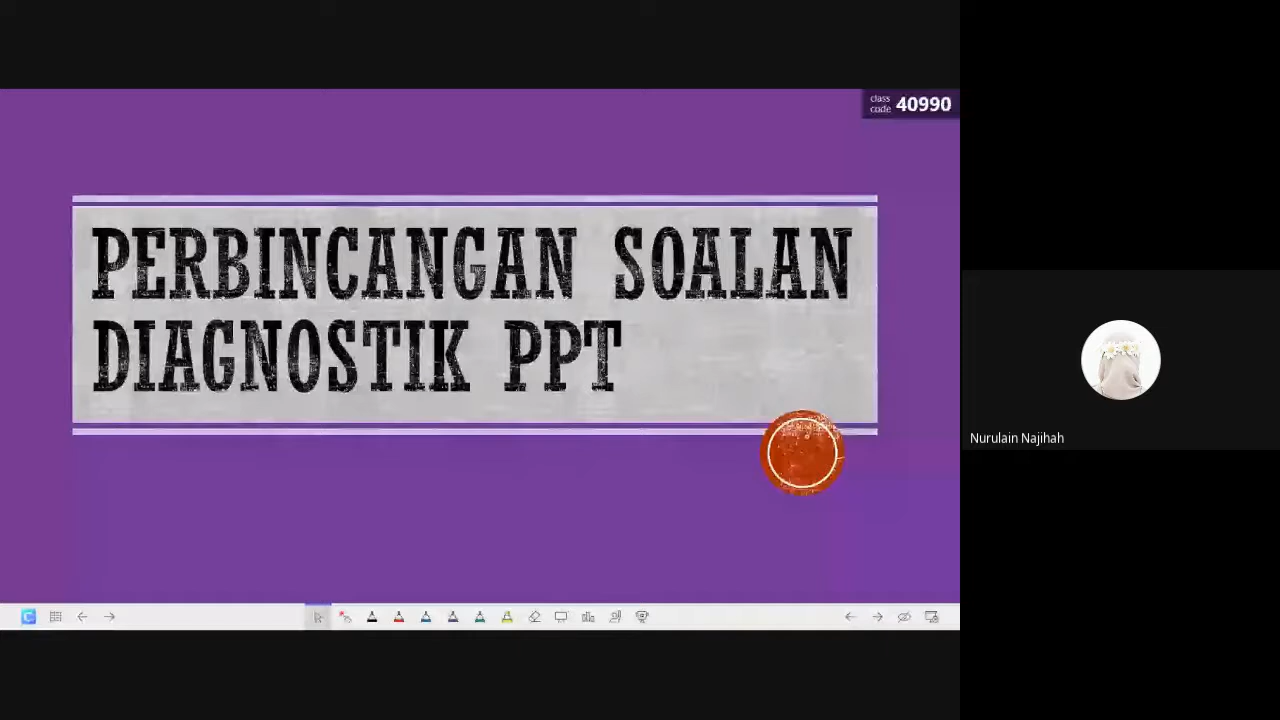 class
code 40990
PERBINCANGAN SOALAN
DIAGNOSTIK PPT
Nurulain Najihah